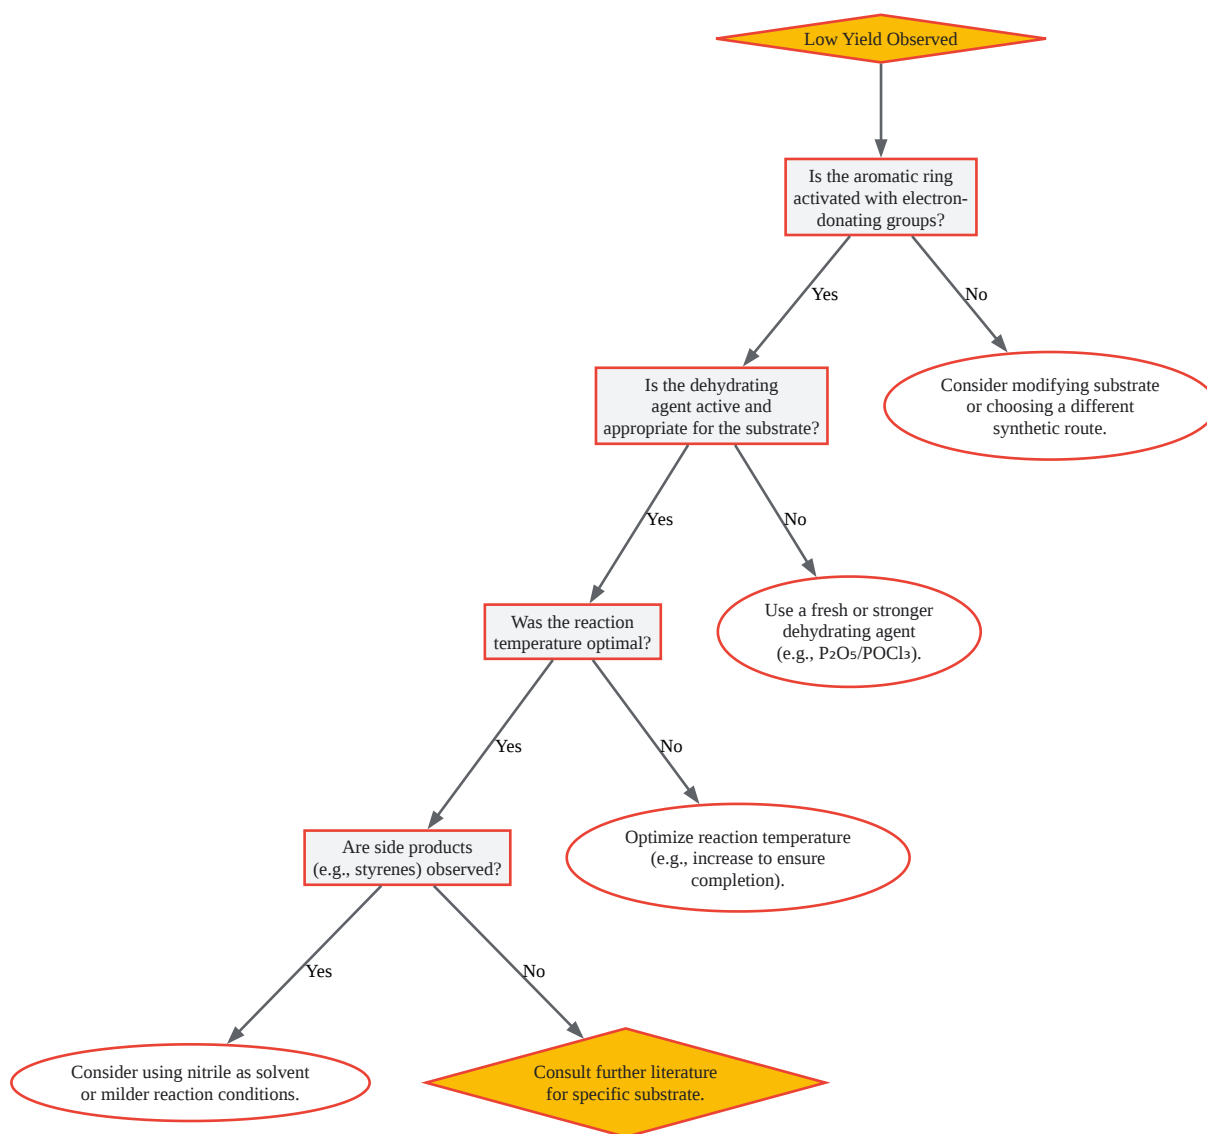 Low Yield Observed
Is the aromatic ring
activated with electron-
donating groups?
Yes
No
Is the dehydrating
agent active and
appropriate for the substrate?
Consider modifying substrate
or choosing a different
synthetic route.
Yes
No
Was the reaction
temperature optimal?
Use a fresh or stronger
dehydrating agent
(e.g., P₂O₅/POCl₃).
Yes
No
Are side products
(e.g., styrenes) observed?
Optimize reaction temperature
(e.g., increase to ensure
completion).
Yes
No
Consider using nitrile as solvent
or milder reaction conditions.
Consult further literature
for specific substrate.